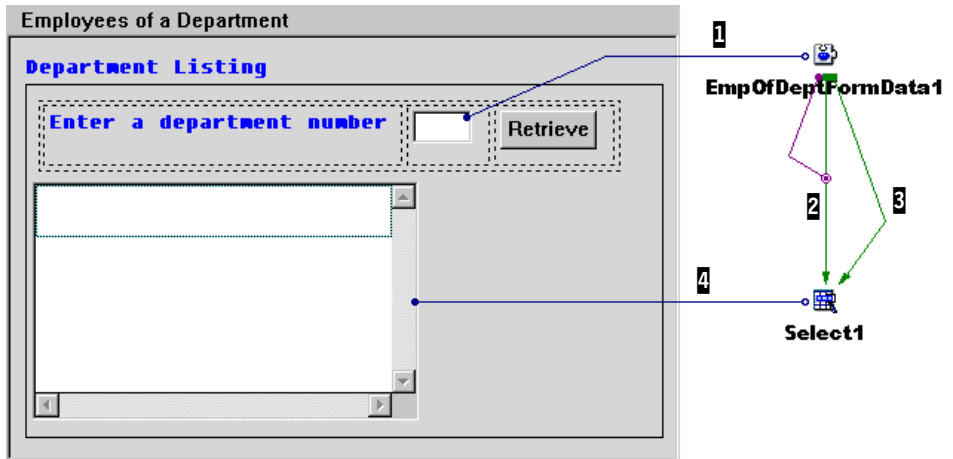 Employees of a Department
Department Listing
Enter a department number
Retrieve
1
EmpOfDeptFormData1
2
3
4
Select1